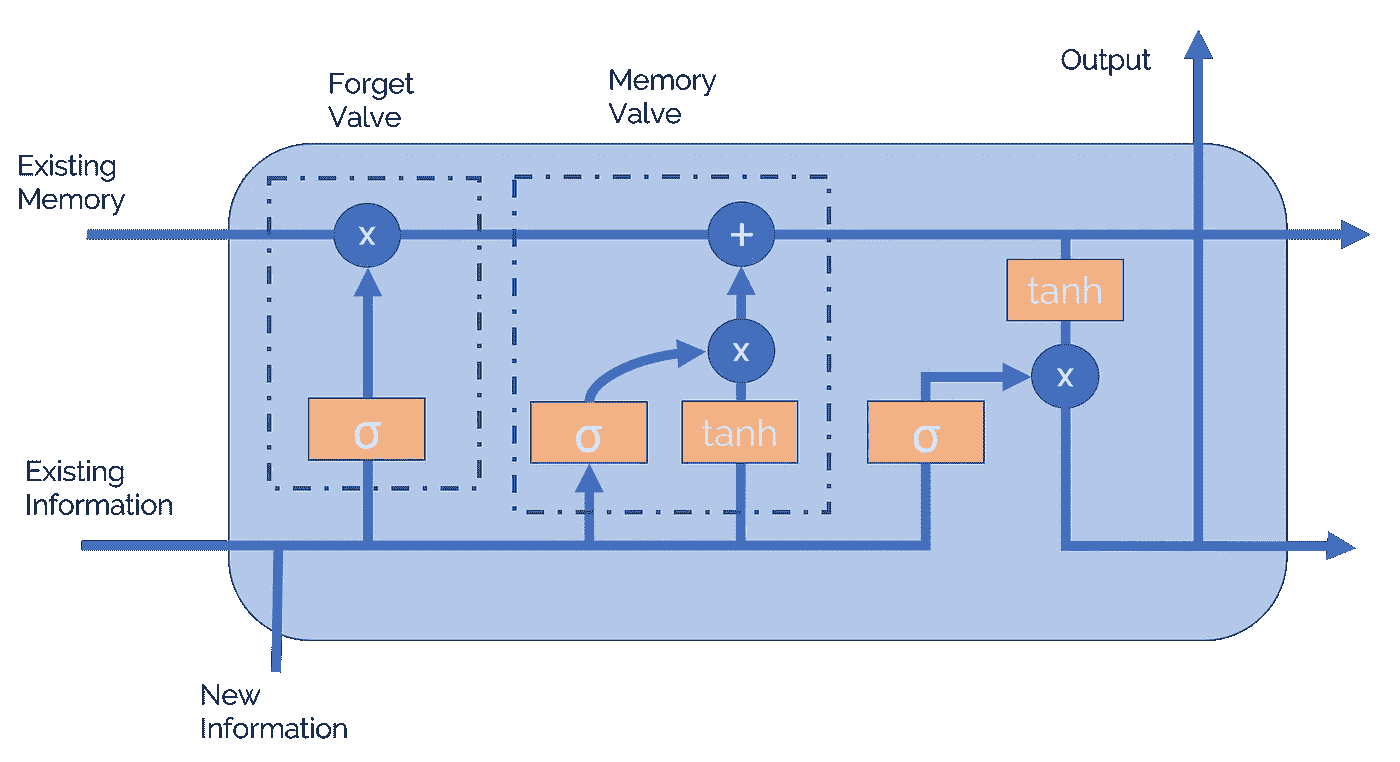 Output
Forget
Valve
Memory
Valve
Existing
Memory
x
+
tanh
x
x
σ
σ
tanh
σ
Existing
Information
New
Information